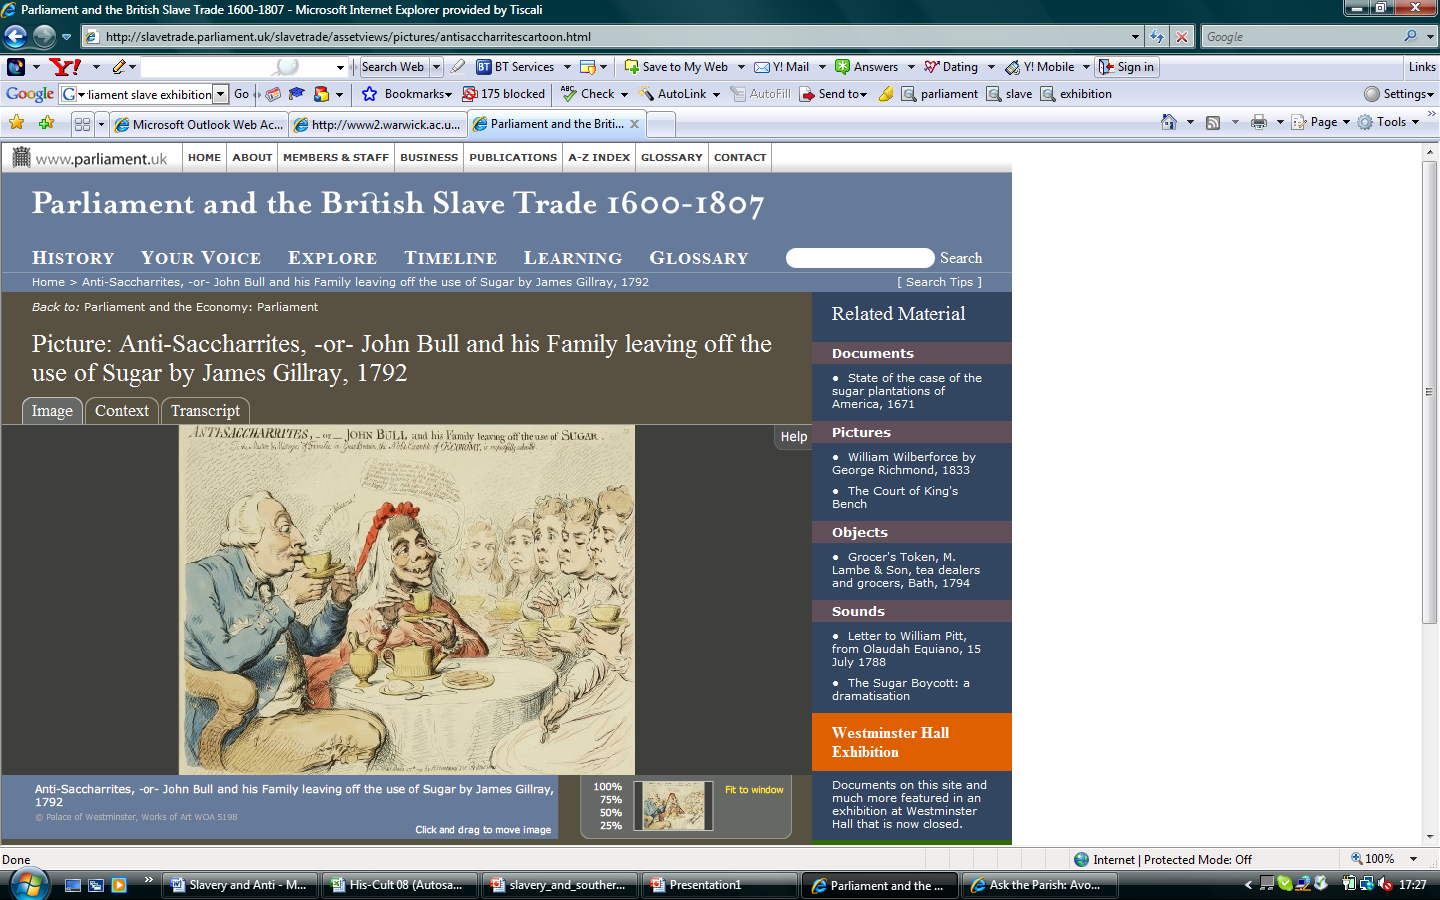 Parliament and the British Slave Trade 1600-1807 - Microsoft Internet Explorer provided by Tiscali
http://slavetrade.parliament.uk/slavetrade/assetviews/pictures/antisaccharritescartoon.html
Google
Y! Search Web BT Services Save to My Web Y! Mail Answers Dating Y! Mobile Sign in Links
Google G liament slave exhibition Go Bookmarks 175 blocked Check AutoLink AutoFill Send to parliament slave exhibition Settings
Microsoft Outlook Web Ac... http://www2.warwick.ac.u... Parliament and the Briti... Page Tools
www.parliament.uk HOME ABOUT MEMBERS & STAFF BUSINESS PUBLICATIONS A-Z INDEX GLOSSARY CONTACT
Parliament and the British Slave Trade 1600-1807
HISTORY YOUR VOICE EXPLORE TIMELINE LEARNING GLOSSARY Search
Home > Anti-Saccharrites, -or- John Bull and his Family leaving off the use of Sugar by James Gillray, 1792 [ Search Tips ]
Back to: Parliament and the Economy: Parliament
Picture: Anti-Saccharrites, -or- John Bull and his Family leaving off the
use of Sugar by James Gillray, 1792
Image Context Transcript
Help
ANTI-SACCHARRITES, -or- JOHN BULL and his Family leaving off the use of SUGAR.
Anti-Saccharrites, -or- John Bull and his Family leaving off the use of Sugar by James Gillray,
1792
© Palace of Westminster, Works of Art WOA 5198
Click and drag to move image
100%
75%
50%
25%
Fit to window
Related Material
Documents
● State of the case of the
sugar plantations of
America, 1671
Pictures
● William Wilberforce by
George Richmond, 1833
● The Court of King's
Bench
Objects
● Grocer's Token, M.
Lambe & Son, tea dealers
and grocers, Bath, 1794
Sounds
● Letter to William Pitt,
from Olaudah Equiano, 15
July 1788
● The Sugar Boycott: a
dramatisation
Westminster Hall
Exhibition
Documents on this site and
much more featured in an
exhibition at Westminster
Hall that is now closed.
Done Internet | Protected Mode: Off 100%
Slavery and Anti - M... His-Cult 08 (Autosa... slavery_and_souther... Presentation1 Parliament and the ... Ask the Parish: Avo... 17:27